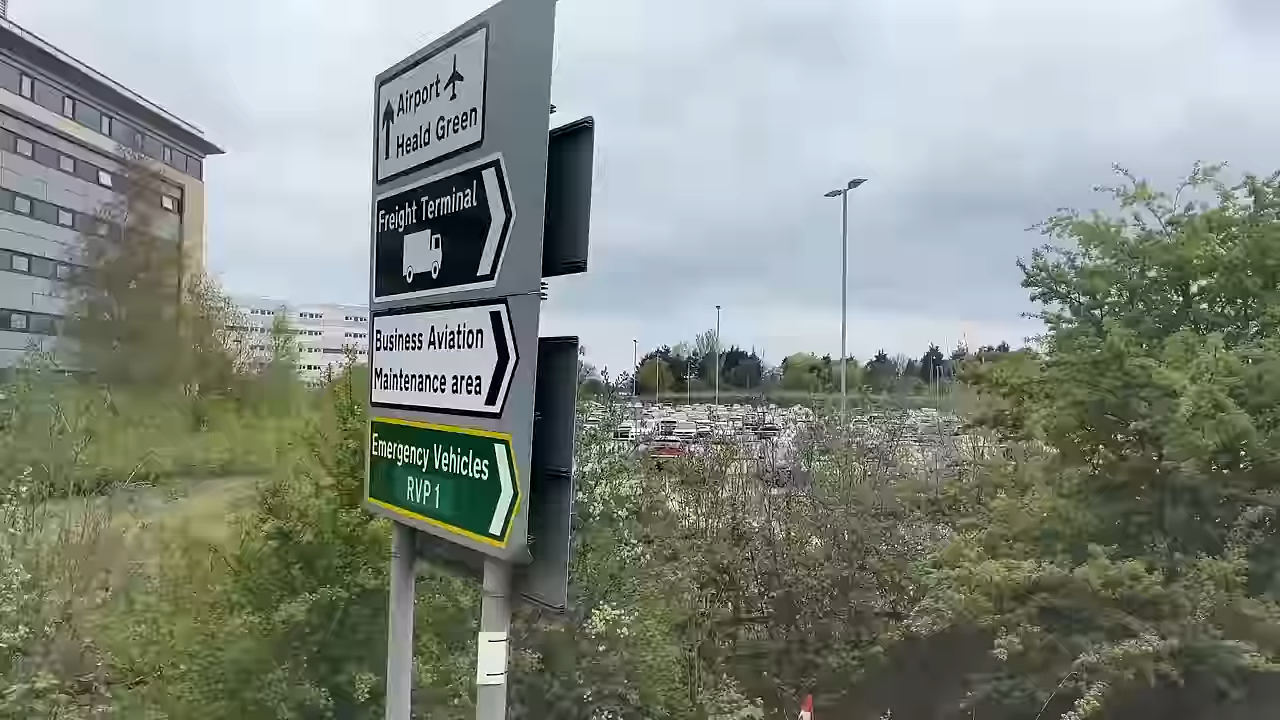 Airport
Heald Green
Freight Terminal
Business Aviation
Maintenance area
Emergency Vehicles
RVP 1